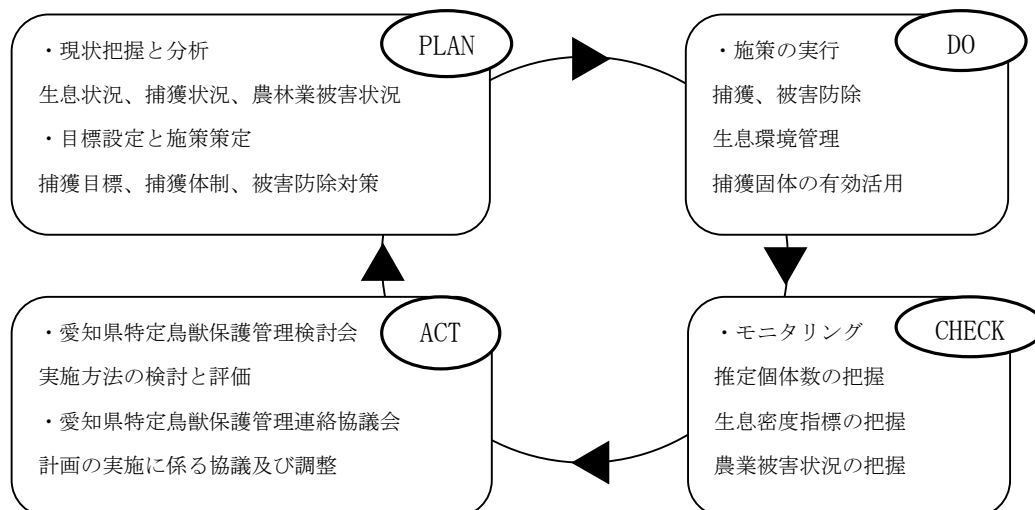 PLAN
・現状把握と分析
生息状況、捕獲状況、農林業被害状況
・目標設定と施策策定
捕獲目標、捕獲体制、被害防除対策
DO
・施策の実行
捕獲、被害防除
生息環境管理
捕獲固体の有効活用
CHECK
・モニタリング
推定個体数の把握
生息密度指標の把握
農業被害状況の把握
ACT
・愛知県特定鳥獣保護管理検討会
実施方法の検討と評価
・愛知県特定鳥獣保護管理連絡協議会
計画の実施に係る協議及び調整